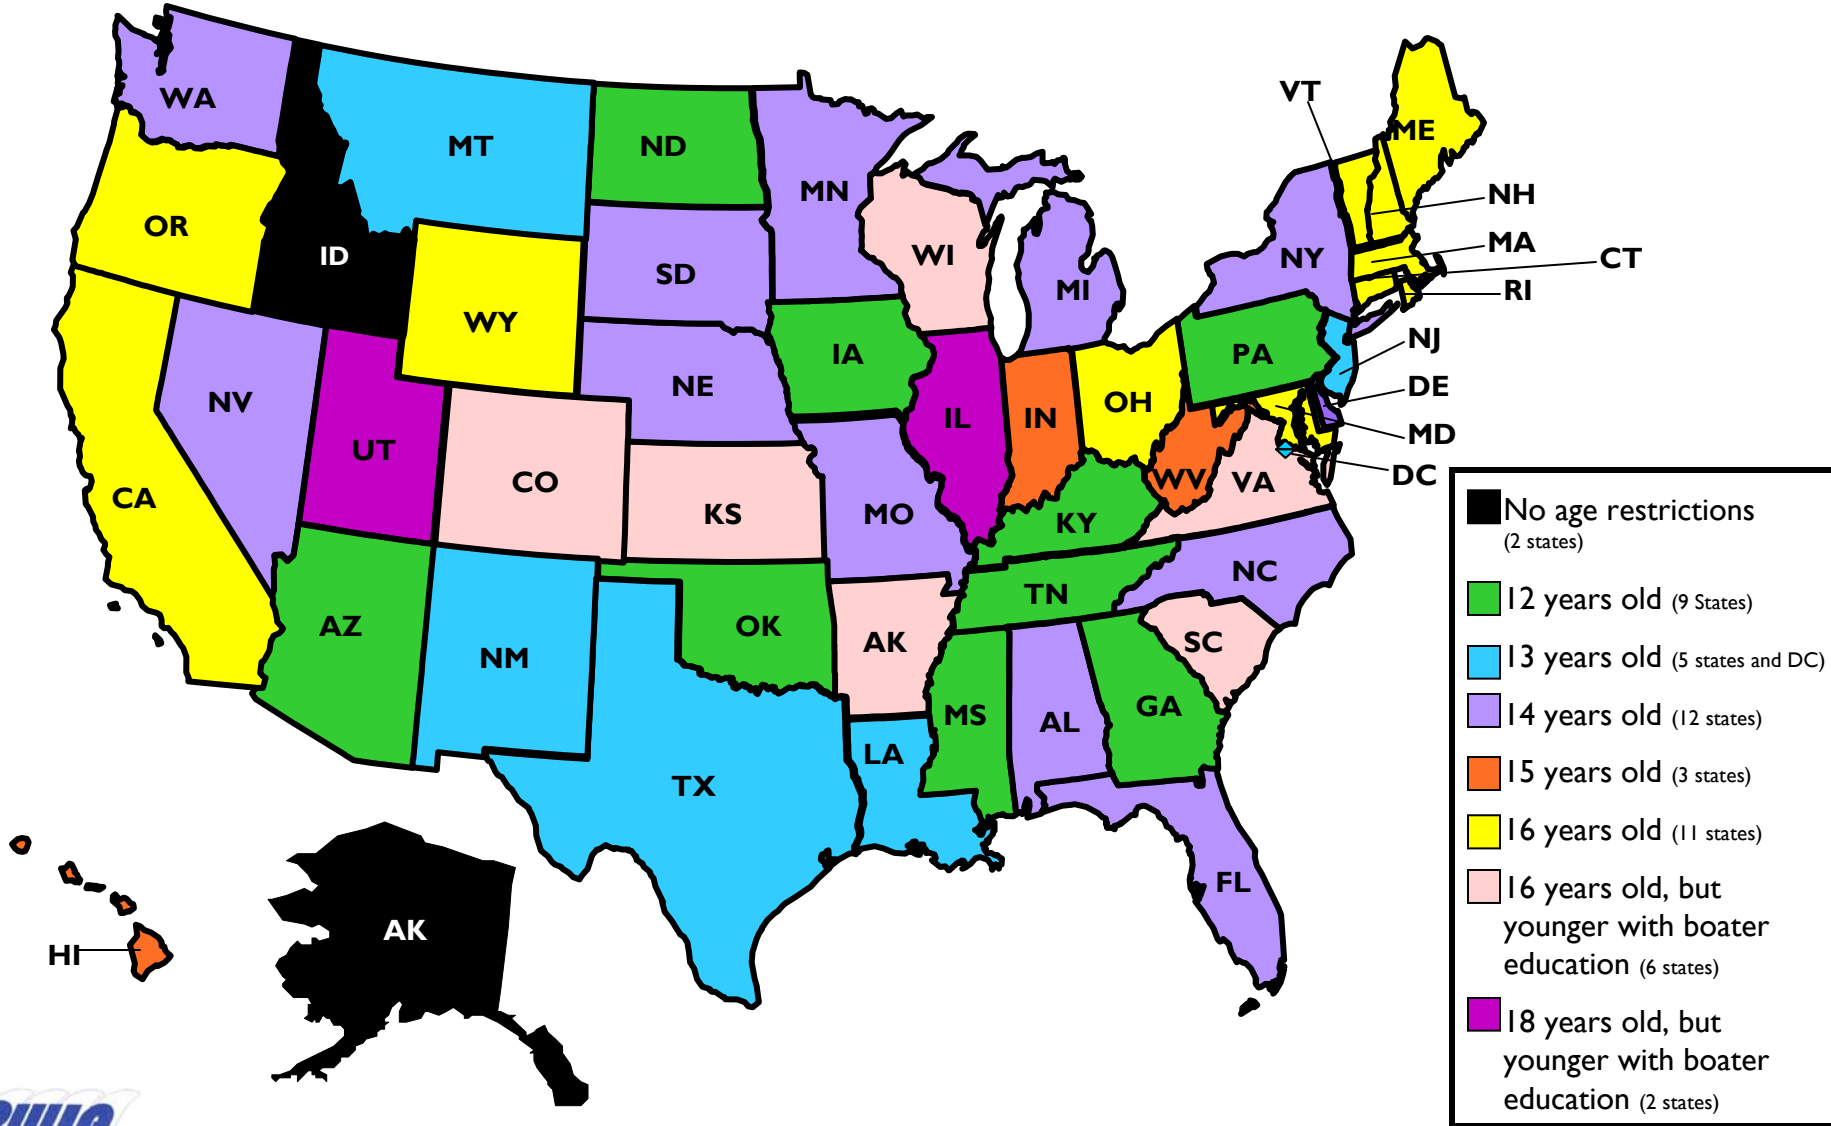 VT
WA
ME
MT
ND
MN
NH
OR
MA
ID
WI
NY
CT
SD
MI
RI
WY
NJ
IA
PA
NE
DE
NV
IL
IN
OH
MD
UT
DC
CO
WV
VA
CA
KS
MO
KY
NC
TN
AZ
OK
AK
SC
NM
GA
MS
AL
LA
TX
FL
AK
HI
No age restrictions
(2 states)
12 years old (9 States)
13 years old (5 states and DC)
14 years old (12 states)
15 years old (3 states)
16 years old (11 states)
16 years old, but
younger with boater
education (6 states)
18 years old, but
younger with boater
education (2 states)